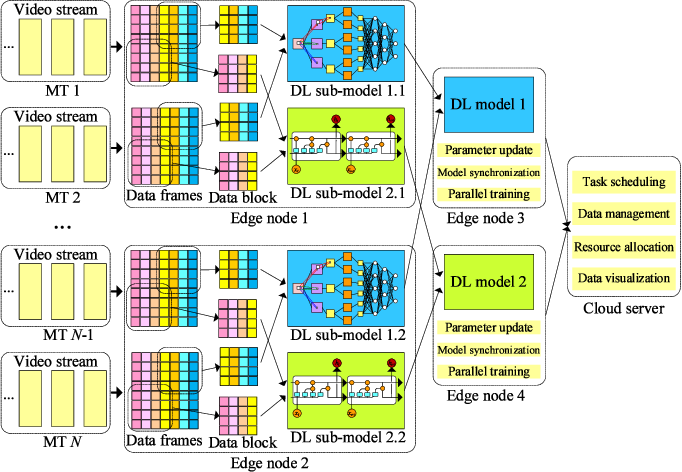 Video stream
...
MT 1
Video stream
...
MT 2
...
Video stream
...
MT N-1
Video stream
...
MT N
Data frames
Data block
DL sub-model 1.1
DL sub-model 2.1
Edge node 1
Data frames
Data block
DL sub-model 1.2
DL sub-model 2.2
Edge node 2
DL model 1
Parameter update
Model synchronization
Parallel training
Edge node 3
DL model 2
Parameter update
Model synchronization
Parallel training
Edge node 4
Task scheduling
Data management
Resource allocation
Data visualization
Cloud server